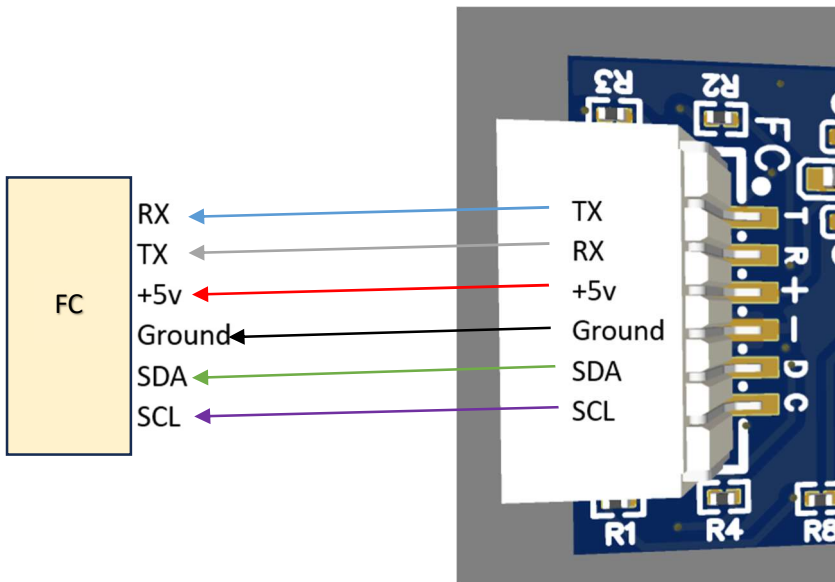 R3
R2
FC
RX
TX
+5v
Ground
SDA
SCL
FC
TX
RX
+5v
Ground
SDA
SCL
T
R
+
-
D
C
R1
R4
R8